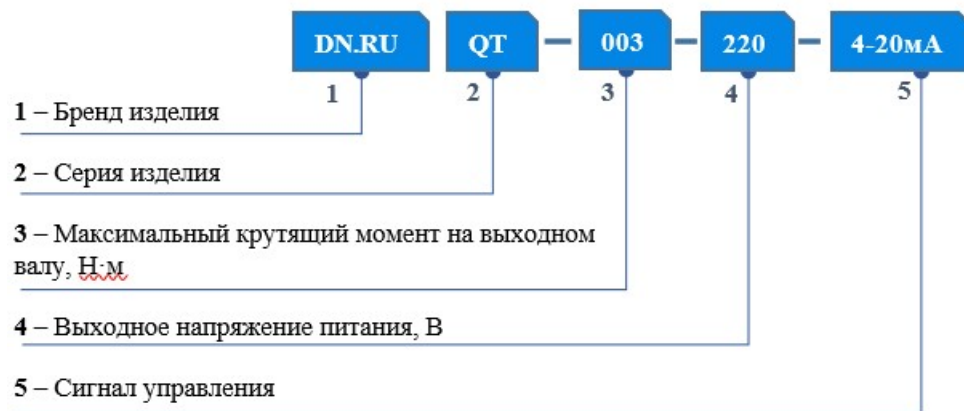 DN.RU QT — 003 — 220 — 4-20мА
1 2 3 4 5
1 – Бренд изделия
2 – Серия изделия
3 – Максимальный крутящий момент на выходном
валу, Н·м
4 – Выходное напряжение питания, В
5 – Сигнал управления